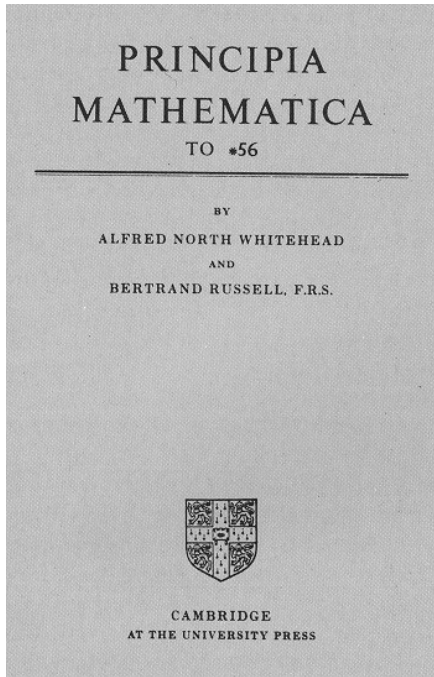 PRINCIPIA
MATHEMATICA
TO *56
BY
ALFRED NORTH WHITEHEAD
AND
BERTRAND RUSSELL, F.R.S.
CAMBRIDGE
AT THE UNIVERSITY PRESS